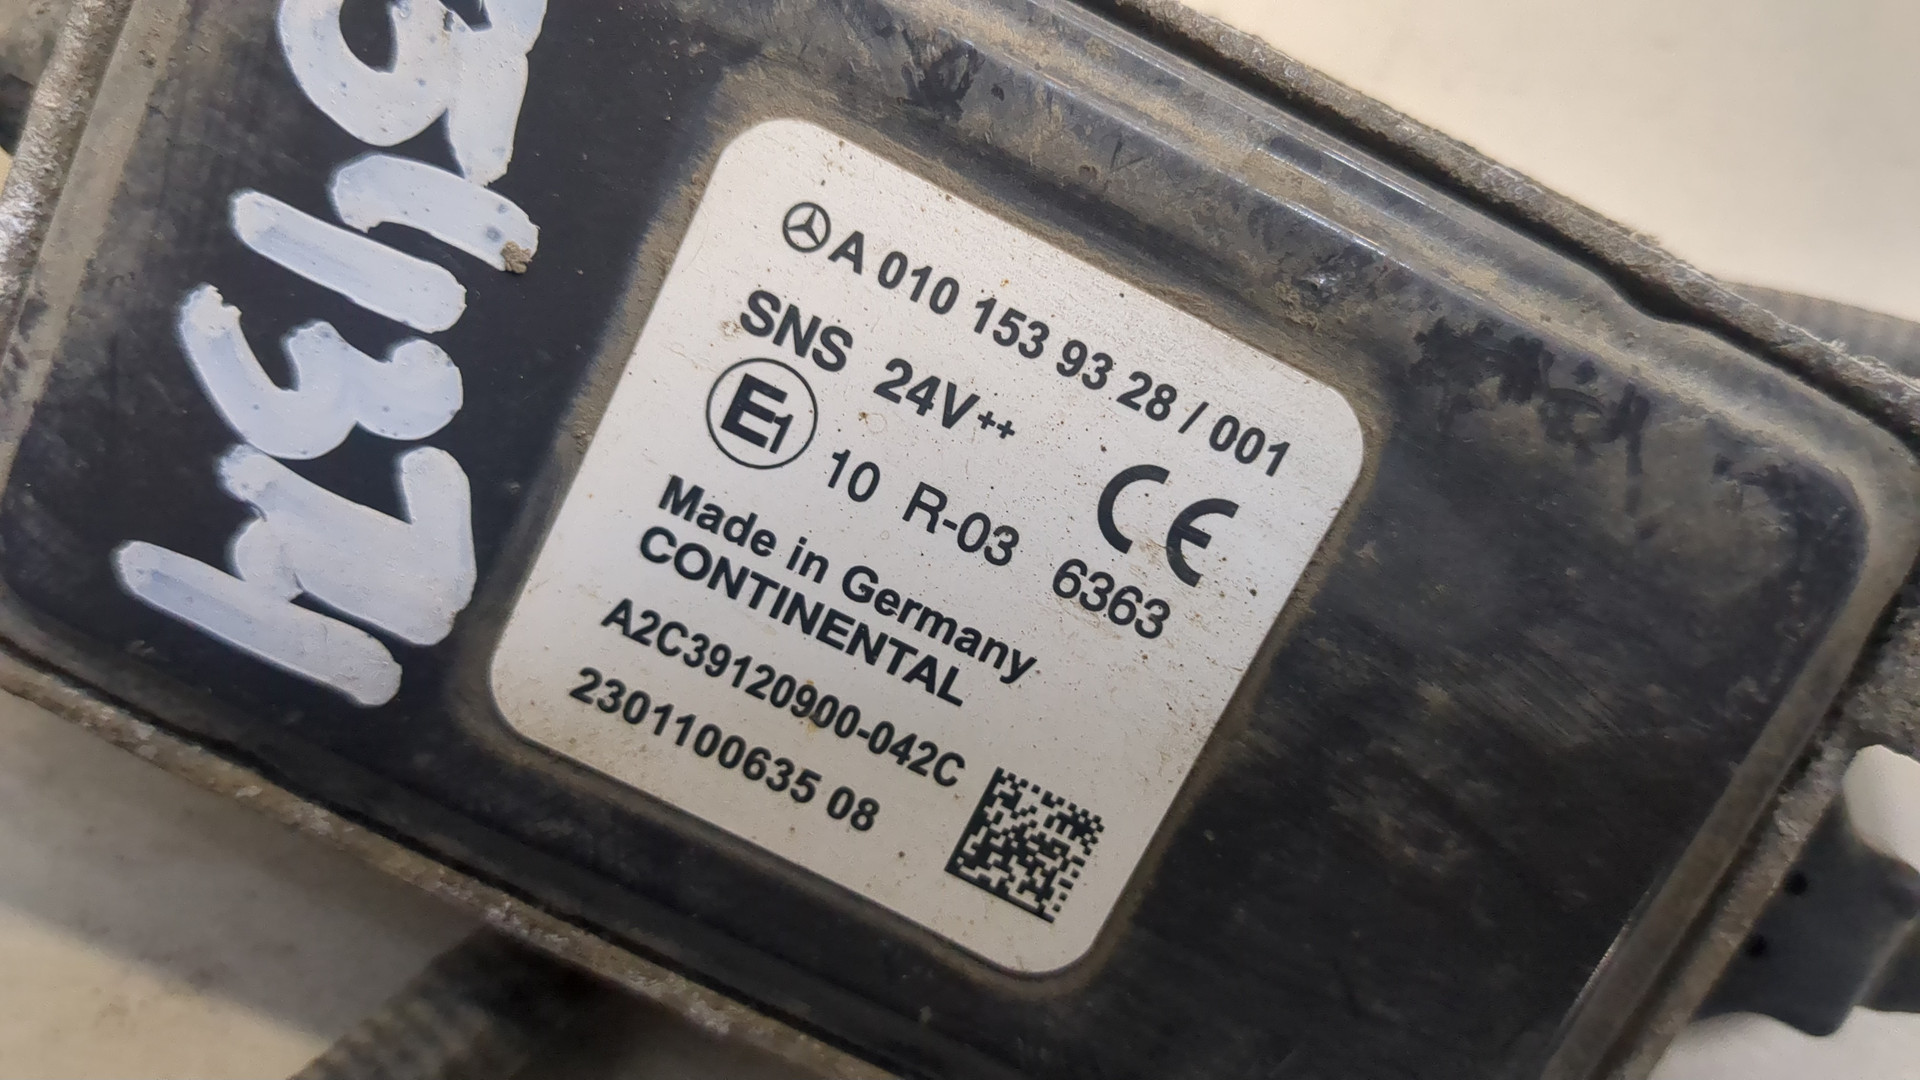 A 010 153 93 28 / 001
SNS 24V++
E1 10 R-03 6363
CE
Made in Germany
CONTINENTAL
A2C39120900-042C
2301100635 08